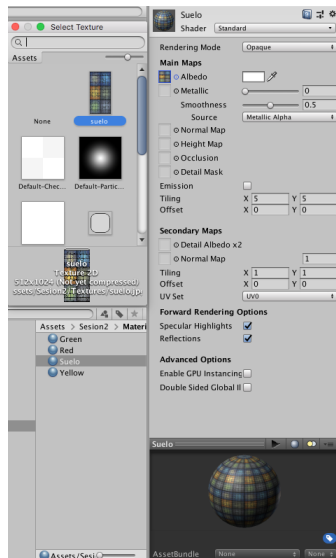 Select Texture
Assets
None
suelo
Default-Chec...
Default-Partic...
suelo
Texture 2D
512x1024 (Not yet compressed)
ssets/Sesion2/Textures/suelo.jp
Assets > Sesion2 > Materi
Green
Red
Suelo
Yellow
Assets/Sesi
Suelo
Shader Standard
Rendering Mode Opaque
Main Maps
Albedo
Metallic 0
Smoothness 0.5
Source Metallic Alpha
Normal Map
Height Map
Occlusion
Detail Mask
Emission
Tiling X 5 Y 5
Offset X 0 Y 0
Secondary Maps
Detail Albedo x2
Normal Map 1
Tiling X 1 Y 1
Offset X 0 Y 0
UV Set UV0
Forward Rendering Options
Specular Highlights
Reflections
Advanced Options
Enable GPU Instancing
Double Sided Global Il
Suelo
AssetBundle None None